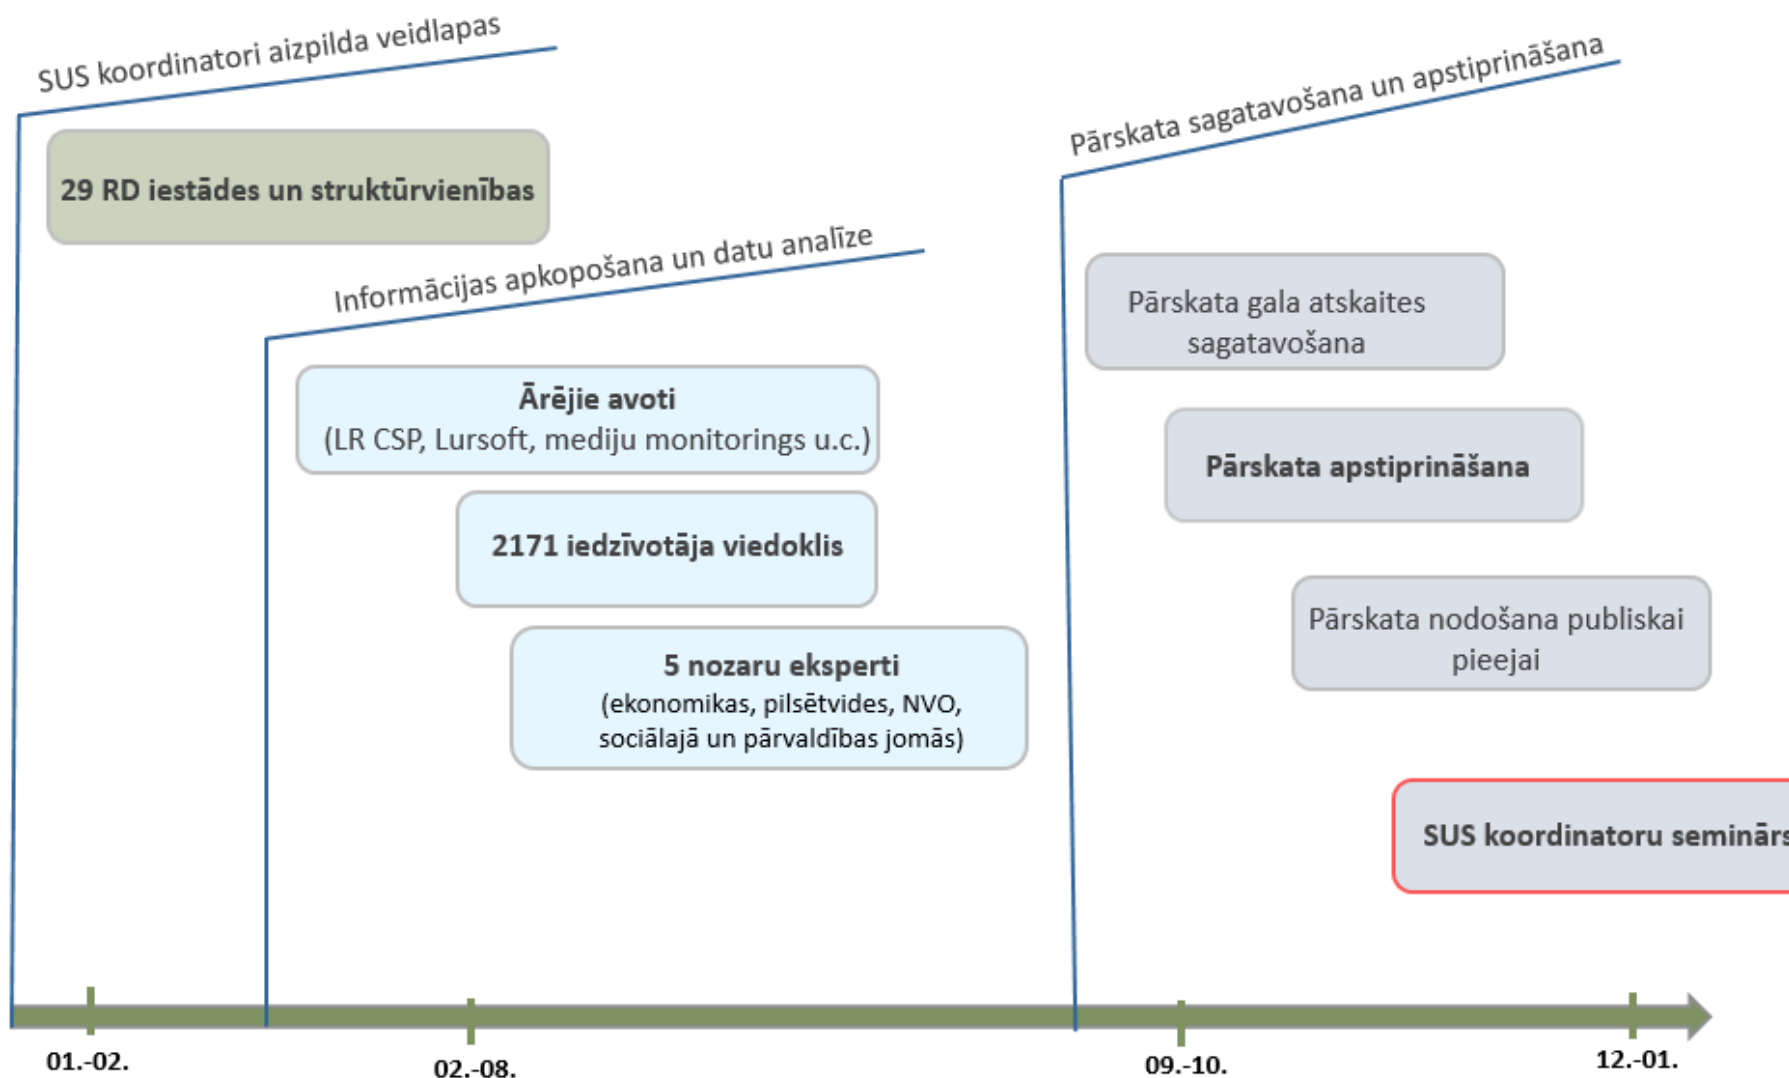 SUS koordinatori aizpilda veidlapas
29 RD iestādes un struktūrvienības
Informācijas apkopošana un datu analīze
Ārējie avoti
(LR CSP, Lursoft, mediju monitorings u.c.)
2171 iedzīvotāja viedoklis
5 nozaru eksperti
(ekonomikas, pilsētvides, NVO,
sociālajā un pārvaldības jomās)
Pārskata sagatavošana un apstiprināšana
Pārskata gala atskaites
sagatavošana
Pārskata apstiprināšana
Pārskata nodošana publiskai
pieejai
SUS koordinatoru seminārs
01.-02.
02.-08.
09.-10.
12.-01.